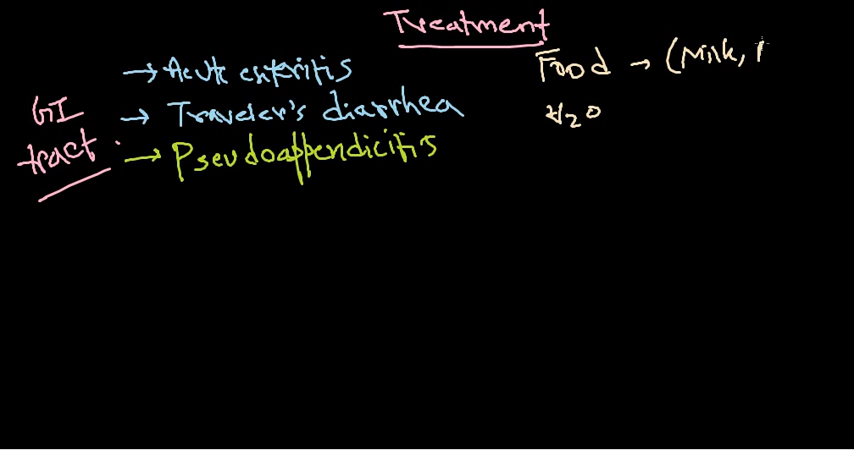 Treatment
→ Acute enteritis
GI tract
→ Traveler's diarrhea
→ Pseudoappendicitis
Food → (Milk,
H2O